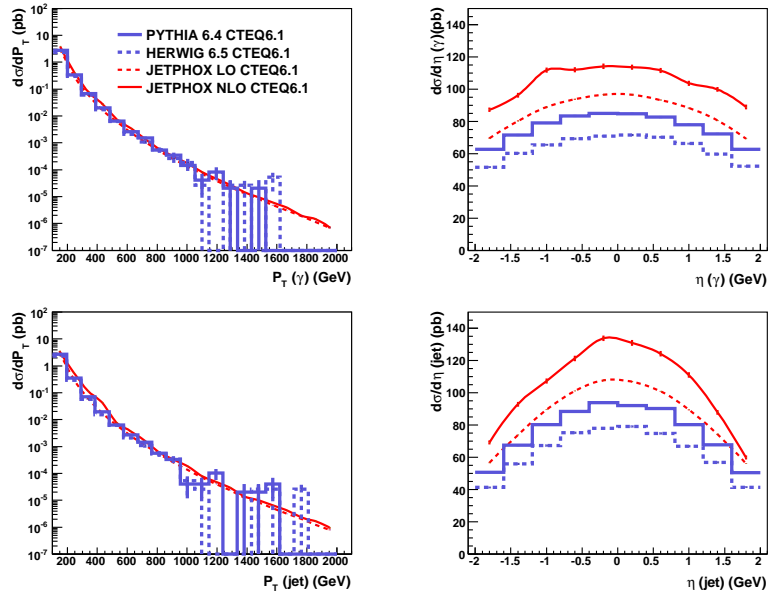 dσ/dP_T (pb)
10^2
10
1
10^-1
10^-2
10^-3
10^-4
10^-5
10^-6
10^-7
PYTHIA 6.4 CTEQ6.1
HERWIG 6.5 CTEQ6.1
JETPHOX LO CTEQ6.1
JETPHOX NLO CTEQ6.1
200 400 600 800 1000 1200 1400 1600 1800 2000
P_T (γ) (GeV)
dσ/dη (γ)(pb)
160
140
120
100
80
60
40
20
0
-2 -1.5 -1 -0.5 0 0.5 1 1.5 2
η (γ) (GeV)
dσ/dP_T (pb)
10^2
10
1
10^-1
10^-2
10^-3
10^-4
10^-5
10^-6
10^-7
200 400 600 800 1000 1200 1400 1600 1800 2000
P_T (jet) (GeV)
dσ/dη (jet) (pb)
140
120
100
80
60
40
20
0
-2 -1.5 -1 -0.5 0 0.5 1 1.5 2
η (jet) (GeV)